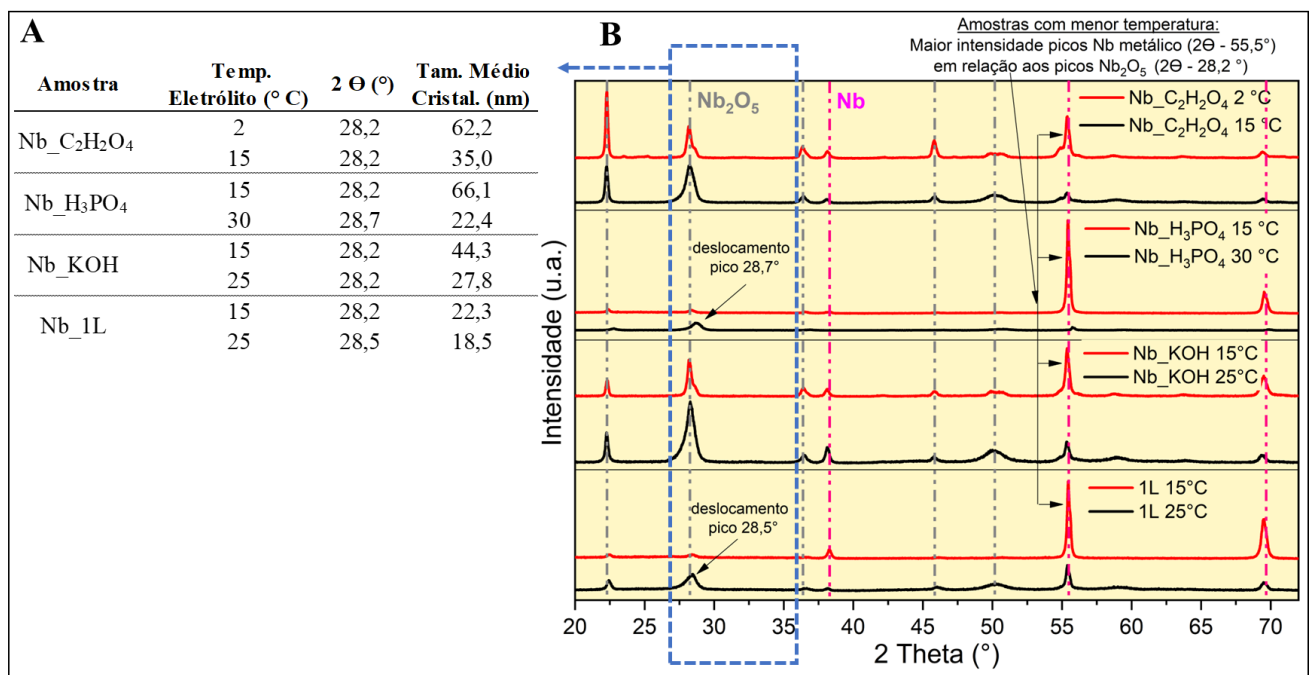 A
Amostra Temp. Eletrólito (° C) 2 Ɵ (°) Tam. Médio Cristal. (nm)
Nb_C₂H₂O₄ 2 28,2 62,2
15 28,2 35,0
Nb_H₃PO₄ 15 28,2 66,1
30 28,7 22,4
Nb_KOH 15 28,2 44,3
25 28,2 27,8
Nb_1L 15 28,2 22,3
25 28,5 18,5
B
Amostras com menor temperatura:
Maior intensidade picos Nb metálico (2Ɵ - 55,5°)
em relação aos picos Nb₂O₅ (2Ɵ - 28,2 °)
Nb₂O₅
Nb
Nb_C₂H₂O₄ 2 °C
Nb_C₂H₂O₄ 15 °C
Nb_H₃PO₄ 15°C
Nb_H₃PO₄ 30 °C
deslocamento
pico 28,7°
Nb_KOH 15°C
Nb_KOH 25°C
1L 15°C
1L 25°C
deslocamento
pico 28,5°
Intensidade (u.a.)
20 25 30 35 40 45 50 55 60 65 70
2 Theta (°)